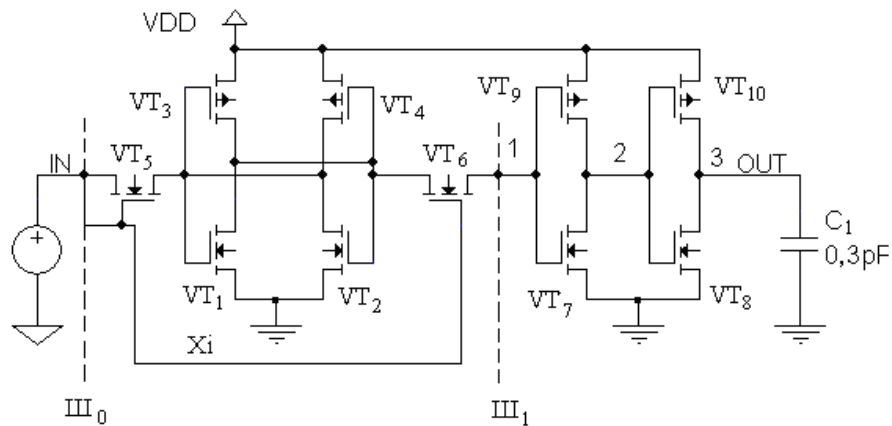 VDD
VT3
VT4
VT9
VT10
IN
VT5
VT6
1
2
3
OUT
C1
0,3pF
VT1
VT2
VT7
VT8
Xi
Ш0
Ш1